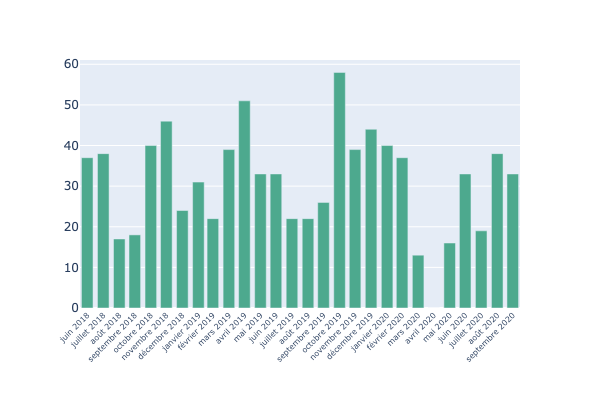 60
50
40
30
20
10
0
juin 2018
juillet 2018
août 2018
septembre 2018
octobre 2018
novembre 2018
décembre 2018
janvier 2019
février 2019
mars 2019
avril 2019
mai 2019
juin 2019
juillet 2019
août 2019
septembre 2019
octobre 2019
novembre 2019
décembre 2019
janvier 2020
février 2020
mars 2020
avril 2020
mai 2020
juin 2020
juillet 2020
août 2020
septembre 2020